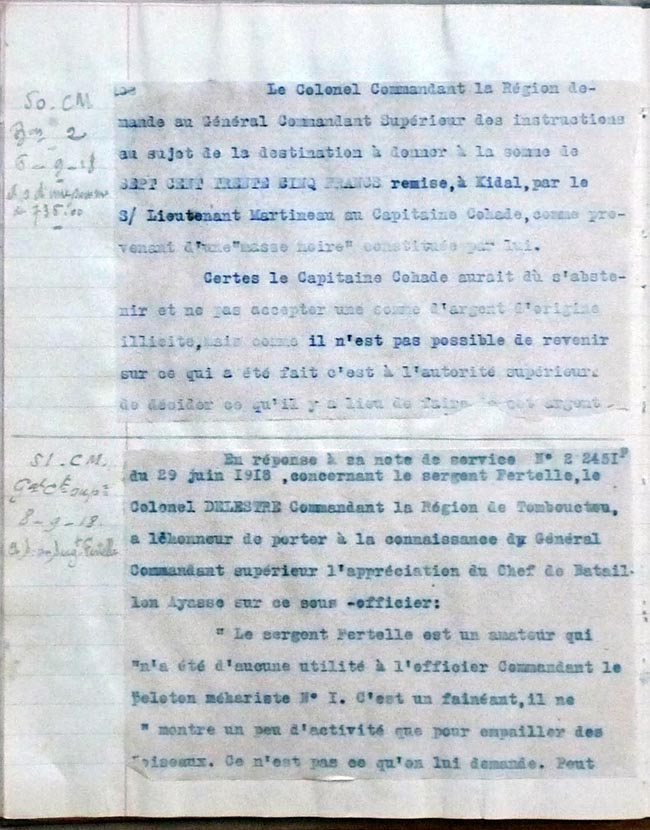 50. CM
2
6-9-18
de 735.00
Le Colonel Commandant la Région de-
mande au Général Commandant Supérieur des instructions
au sujet de la destination à donner à la somme de
SEPT CENT TRENTE CINQ FRANCS remise,à Kidal,par le
S/ Lieutenant Martineau au Capitaine Cohade,comme pro-
venant d'une"masse noire" constituée par lui.
Certes le Capitaine Cohade aurait dû s'abste-
nir et ne pas accepter une somme d'argent d'origine
illicite,mais comme il n'est pas possible de revenir
sur ce qui a été fait c'est à l'autorité supérieure
de décider ce qu'il y a lieu de faire de cet argent
51. CM.
8-9-18.
En réponse à sa note de service N° 2 2451
du 29 juin 1918 ,concernant le sergent Fertelle,le
Colonel DELESTRE Commandant la Région de Tombouctou,
a l'honneur de porter à la connaissance du Général
Commandant supérieur l'appréciation du Chef de Batail-
lon Ayasse sur ce sous -officier:
" Le sergent Fertelle est un amateur qui
"n'a été d'aucune utilité à l'officier Commandant le
Peloton méhariste N° I. C'est un fainéant,il ne
" montre un peu d'activité que pour empailler des
"oiseaux. Ce n'est pas ce qu'on lui demande. Peut